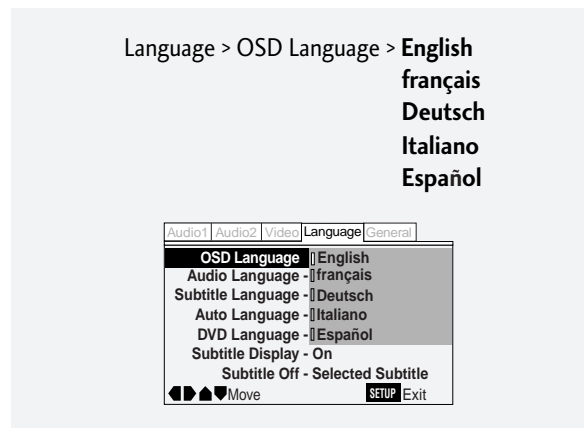 Language > OSD Language > English
français
Deutsch
Italiano
Español
Audio1 Audio2 Video Language General
OSD Language English
Audio Language - français
Subtitle Language - Deutsch
Auto Language - Italiano
DVD Language - Español
Subtitle Display - On
Subtitle Off - Selected Subtitle
Move SETUP Exit